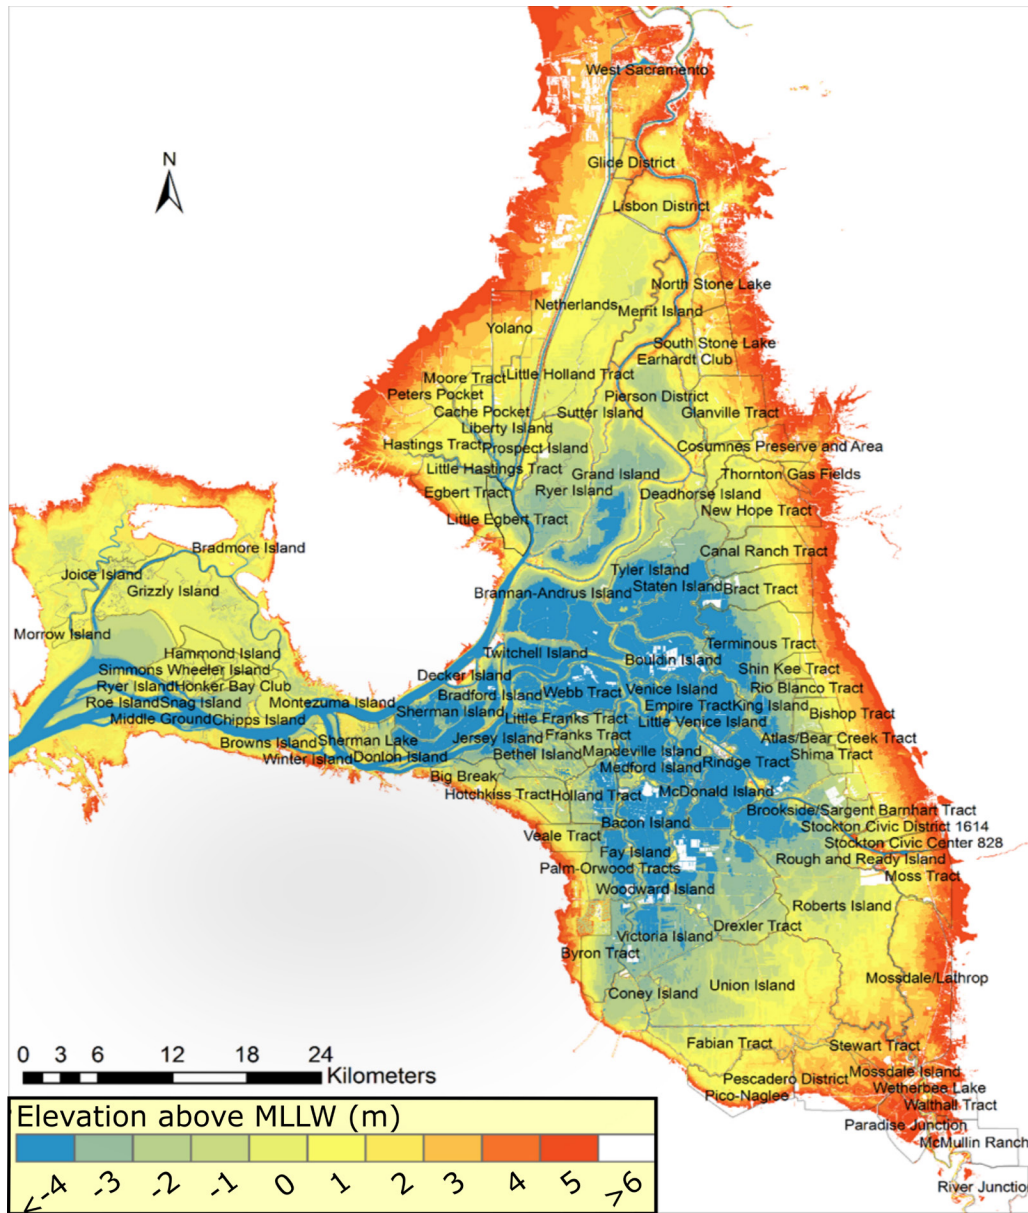 West Sacramento
N
Glide District
Lisbon District
North Stone Lake
Netherlands
Merrit Island
Yolano
South Stone Lake
Earhardt Club
Moore Tract
Little Holland Tract
Peters Pocket
Pierson District
Cache Pocket
Sutter Island
Glanville Tract
Liberty Island
Hastings Tract
Prospect Island
Cosumnes Preserve and Area
Little Hastings Tract
Grand Island
Thornton Gas Fields
Egbert Tract
Ryer Island
Deadhorse Island
New Hope Tract
Little Egbert Tract
Bradmore Island
Canal Ranch Tract
Joice Island
Tyler Island
Grizzly Island
Brannan-Andrus Island
Staten Island
Bract Tract
Morrow Island
Hammond Island
Twitchell Island
Terminous Tract
Simmons Wheeler Island
Decker Island
Bouldin Island
Shin Kee Tract
Ryer Island
Honker Bay Club
Bradford Island
Webb Tract
Venice Island
Rio Blanco Tract
Roe Island
Snag Island
Montezuma Island
Sherman Island
Empire Tract
King Island
Middle Ground
Chipps Island
Little Franks Tract
Little Venice Island
Bishop Tract
Browns Island
Sherman Lake
Jersey Island
Franks Tract
Atlas/Bear Creek Tract
Winter Island
Donlon Island
Bethel Island
Mandeville Island
Rindge Tract
Shima Tract
Big Break
Medford Island
Hotchkiss Tract
Holland Tract
McDonald Island
Brookside/Sargent Barnhart Tract
Bacon Island
Stockton Civic District 1614
Veale Tract
Stockton Civic Center 828
Fay Island
Rough and Ready Island
Palm-Orwood Tracts
Moss Tract
Woodward Island
Roberts Island
Drexler Tract
Victoria Island
Byron Tract
Mossdale/Lathrop
Union Island
Coney Island
Fabian Tract
Stewart Tract
0 3 6 12 18 24
Kilometers
Mossdale Island
Pescadero District
Wetherbee Lake
Pico-Naglee
Walthall Tract
Paradise Junction
McMullin Ranch
River Junction
Elevation above MLLW (m)
<-4 -3 -2 -1 0 1 2 3 4 5 >6